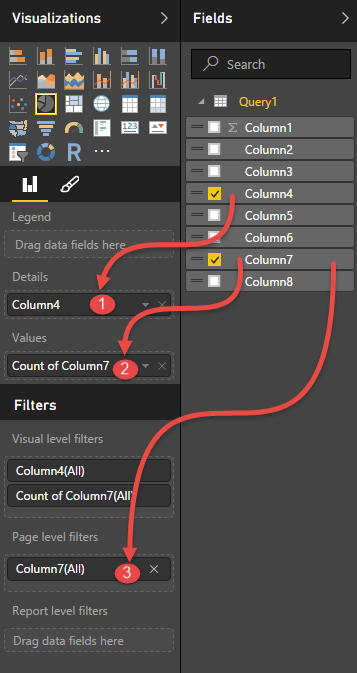 Visualizations
R
123
Legend
Drag data fields here
Details
Column4
1
Values
Count of Column7
2
Filters
Visual level filters
Column4(All)
Count of Column7(All)
Page level filters
Column7(All)
3
Report level filters
Drag data fields here
Fields
Search
Query1
Σ Column1
Column2
Column3
Column4
Column5
Column6
Column7
Column8